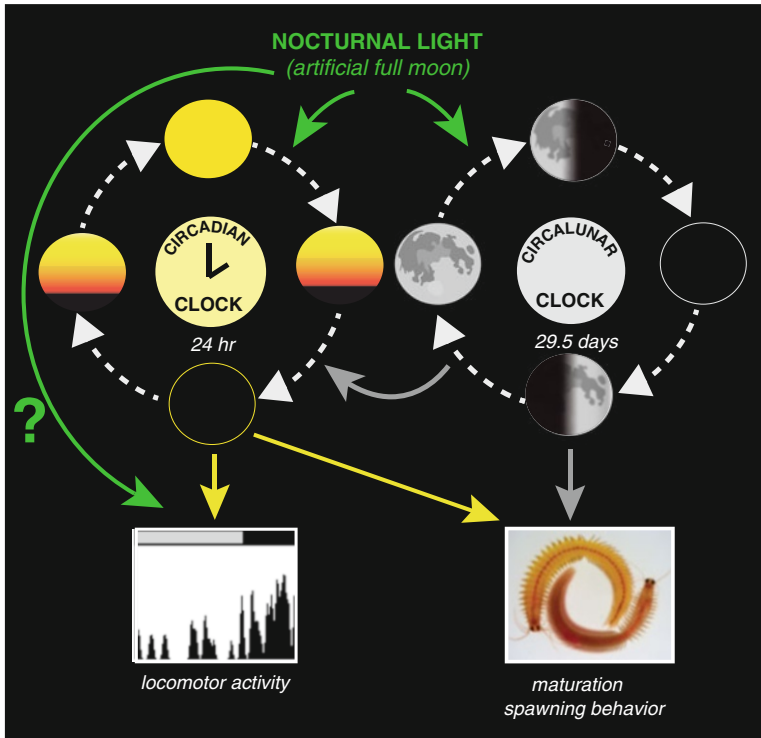 NOCTURNAL LIGHT
(artificial full moon)
CIRCADIAN
CLOCK
24 hr
CIRCALUNAR
CLOCK
29.5 days
?
locomotor activity
maturation
spawning behavior